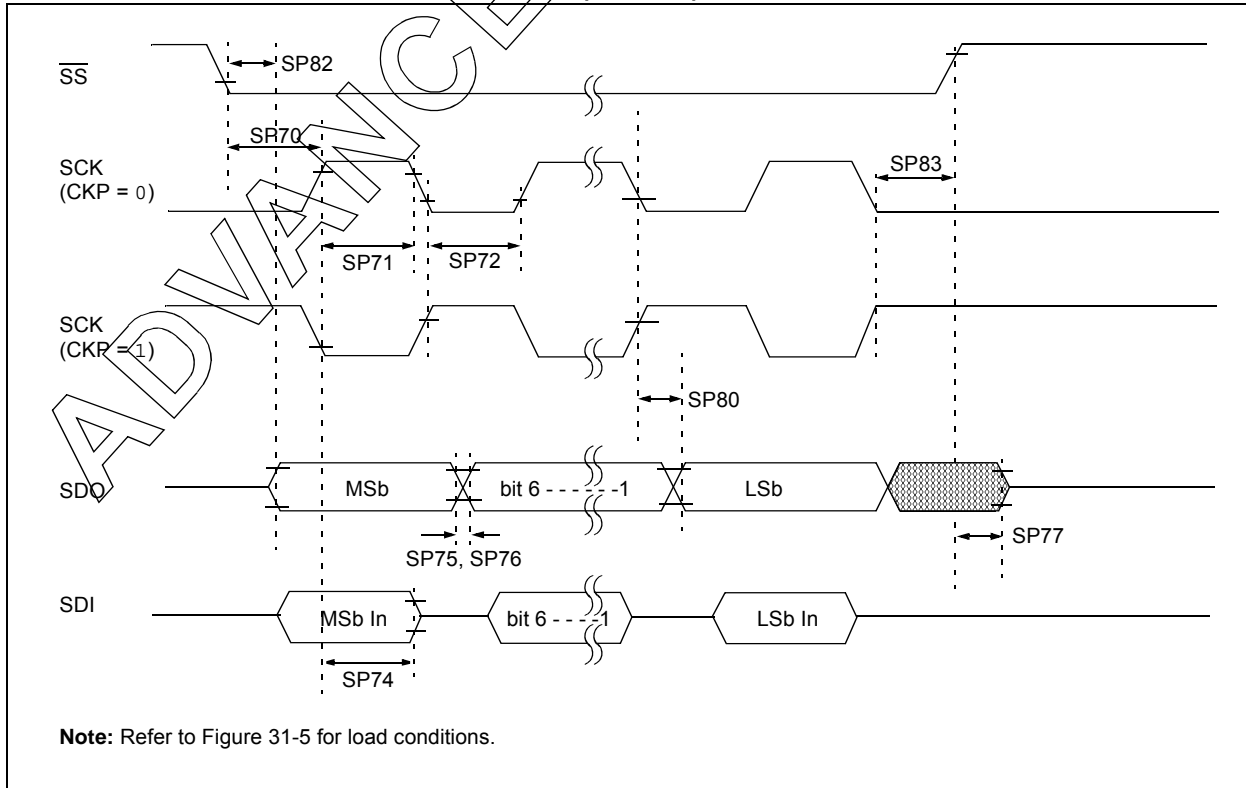 SS
SP82
SP70
SCK
(CKP = 0)
SP83
SP71
SP72
SCK
(CKP = 1)
SP80
SDO
MSb
bit 6 - - - - - -1
LSb
SP75, SP76
SP77
SDI
MSb In
bit 6 - - - -1
LSb In
SP74
Note: Refer to Figure 31-5 for load conditions.